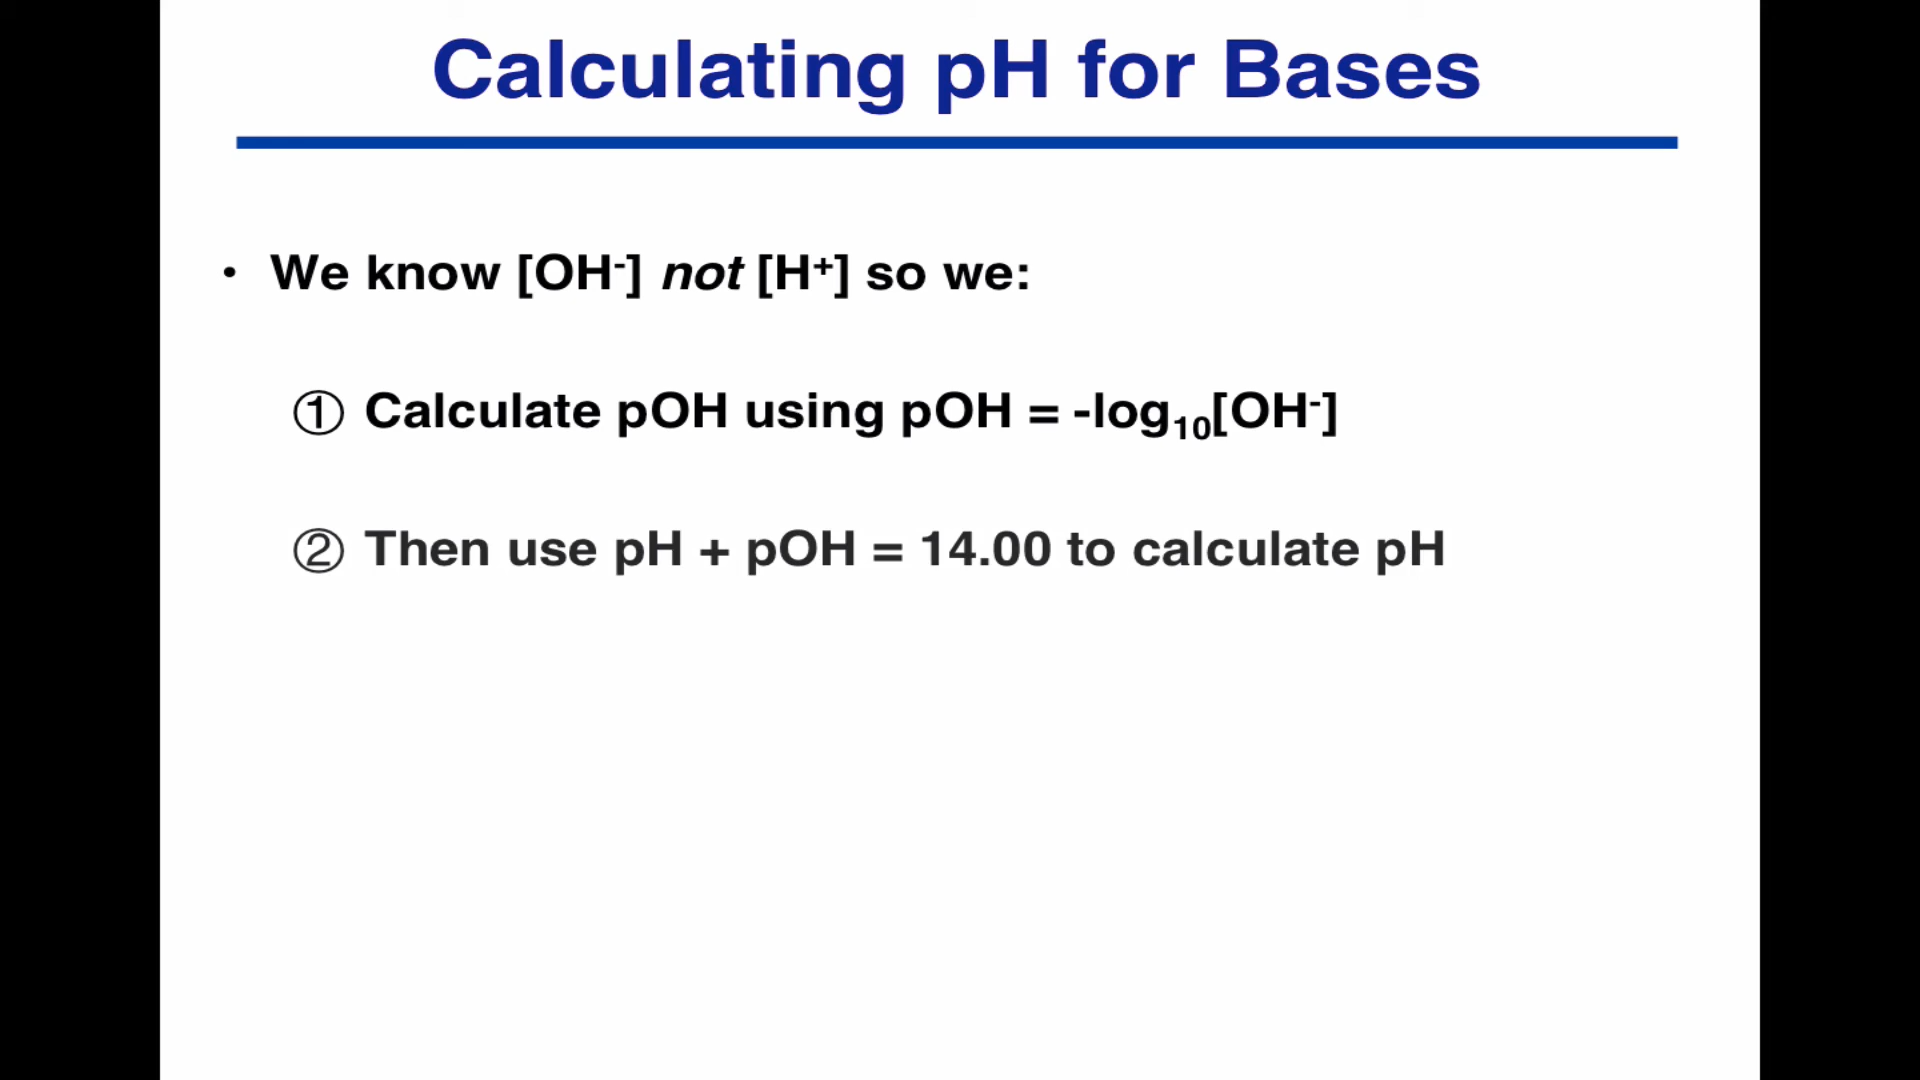 Calculating pH for Bases
• We know [OH⁻] not [H⁺] so we:
① Calculate pOH using pOH = -log₁₀[OH⁻]
② Then use pH + pOH = 14.00 to calculate pH